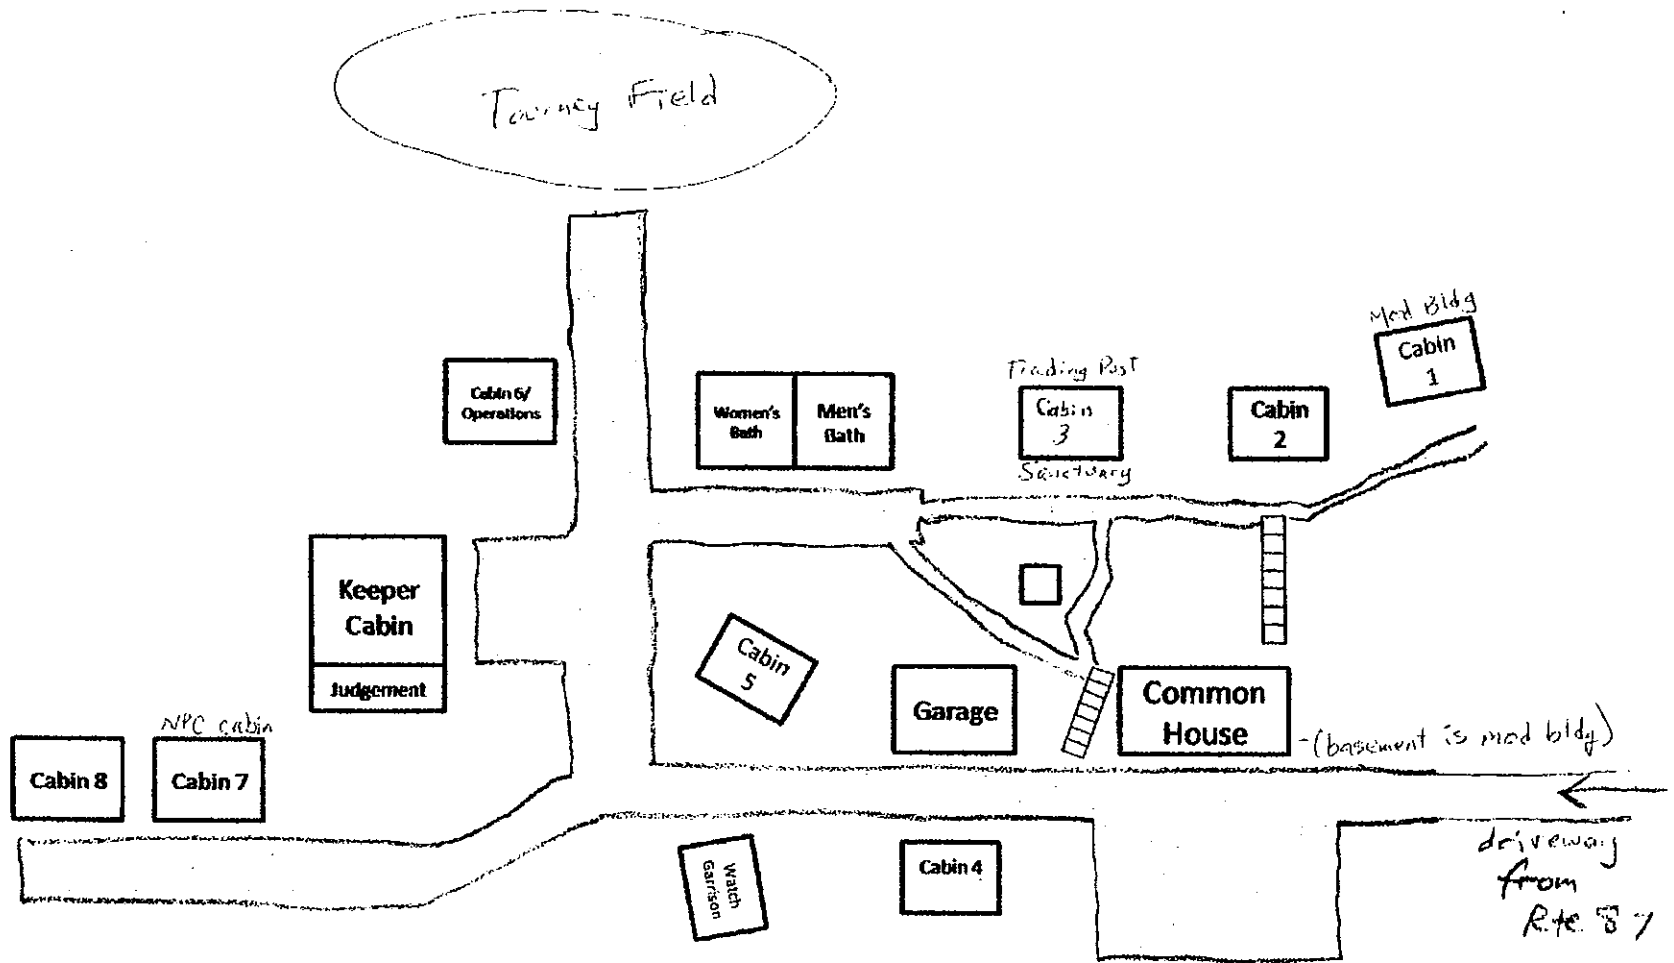 Tourney Field
Mod Bldg
Cabin
1
Trading Post
Cabin
3
Sanctuary
Cabin
2
Cabin 6/
Operations
Women's
Bath
Men's
Bath
Keeper
Cabin
Judgement
Cabin
5
Garage
Common
House
-(basement is mod bldg)
NPC cabin
Cabin 8
Cabin 7
Watch
Garrison
Cabin 4
driveway
from
Rte. 87